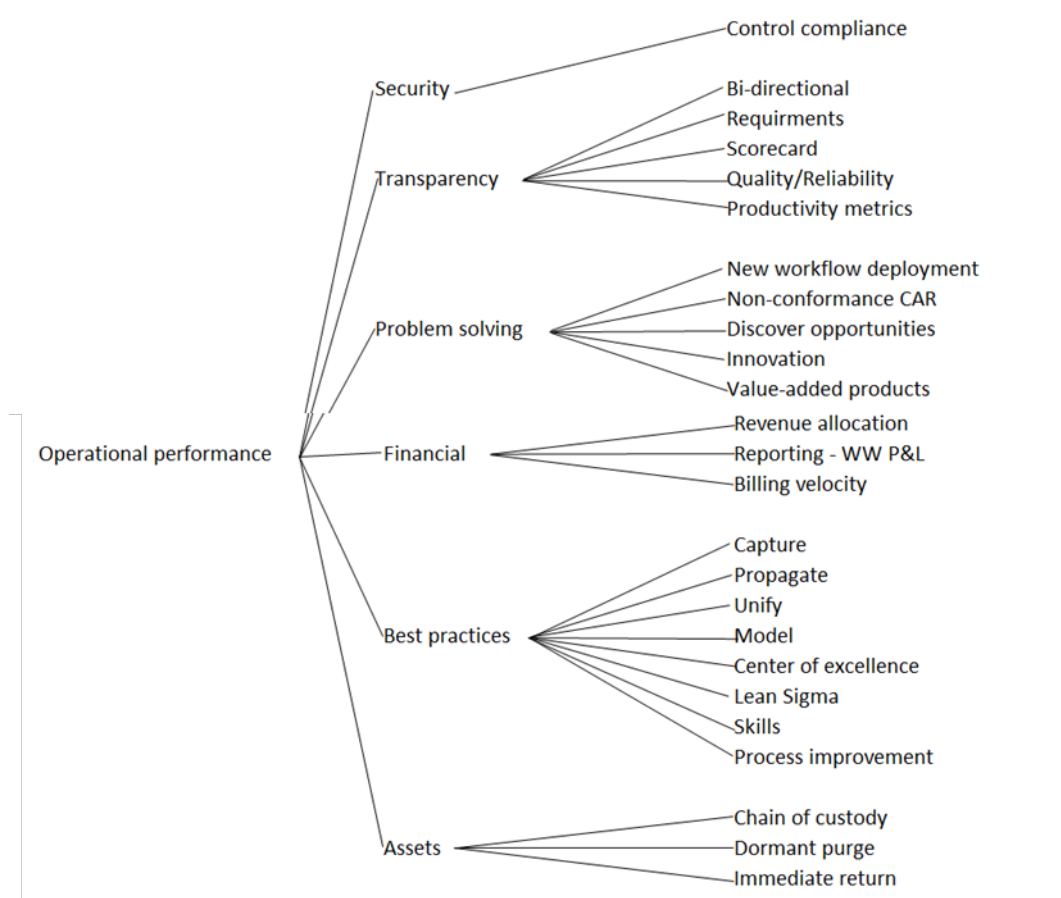 Control compliance
Security
Bi-directional
Requirments
Scorecard
Transparency
Quality/Reliability
Productivity metrics
New workflow deployment
Non-conformance CAR
Problem solving
Discover opportunities
Innovation
Value-added products
Revenue allocation
Operational performance
Financial
Reporting - WW P&L
Billing velocity
Capture
Propagate
Unify
Best practices
Model
Center of excellence
Lean Sigma
Skills
Process improvement
Chain of custody
Assets
Dormant purge
Immediate return